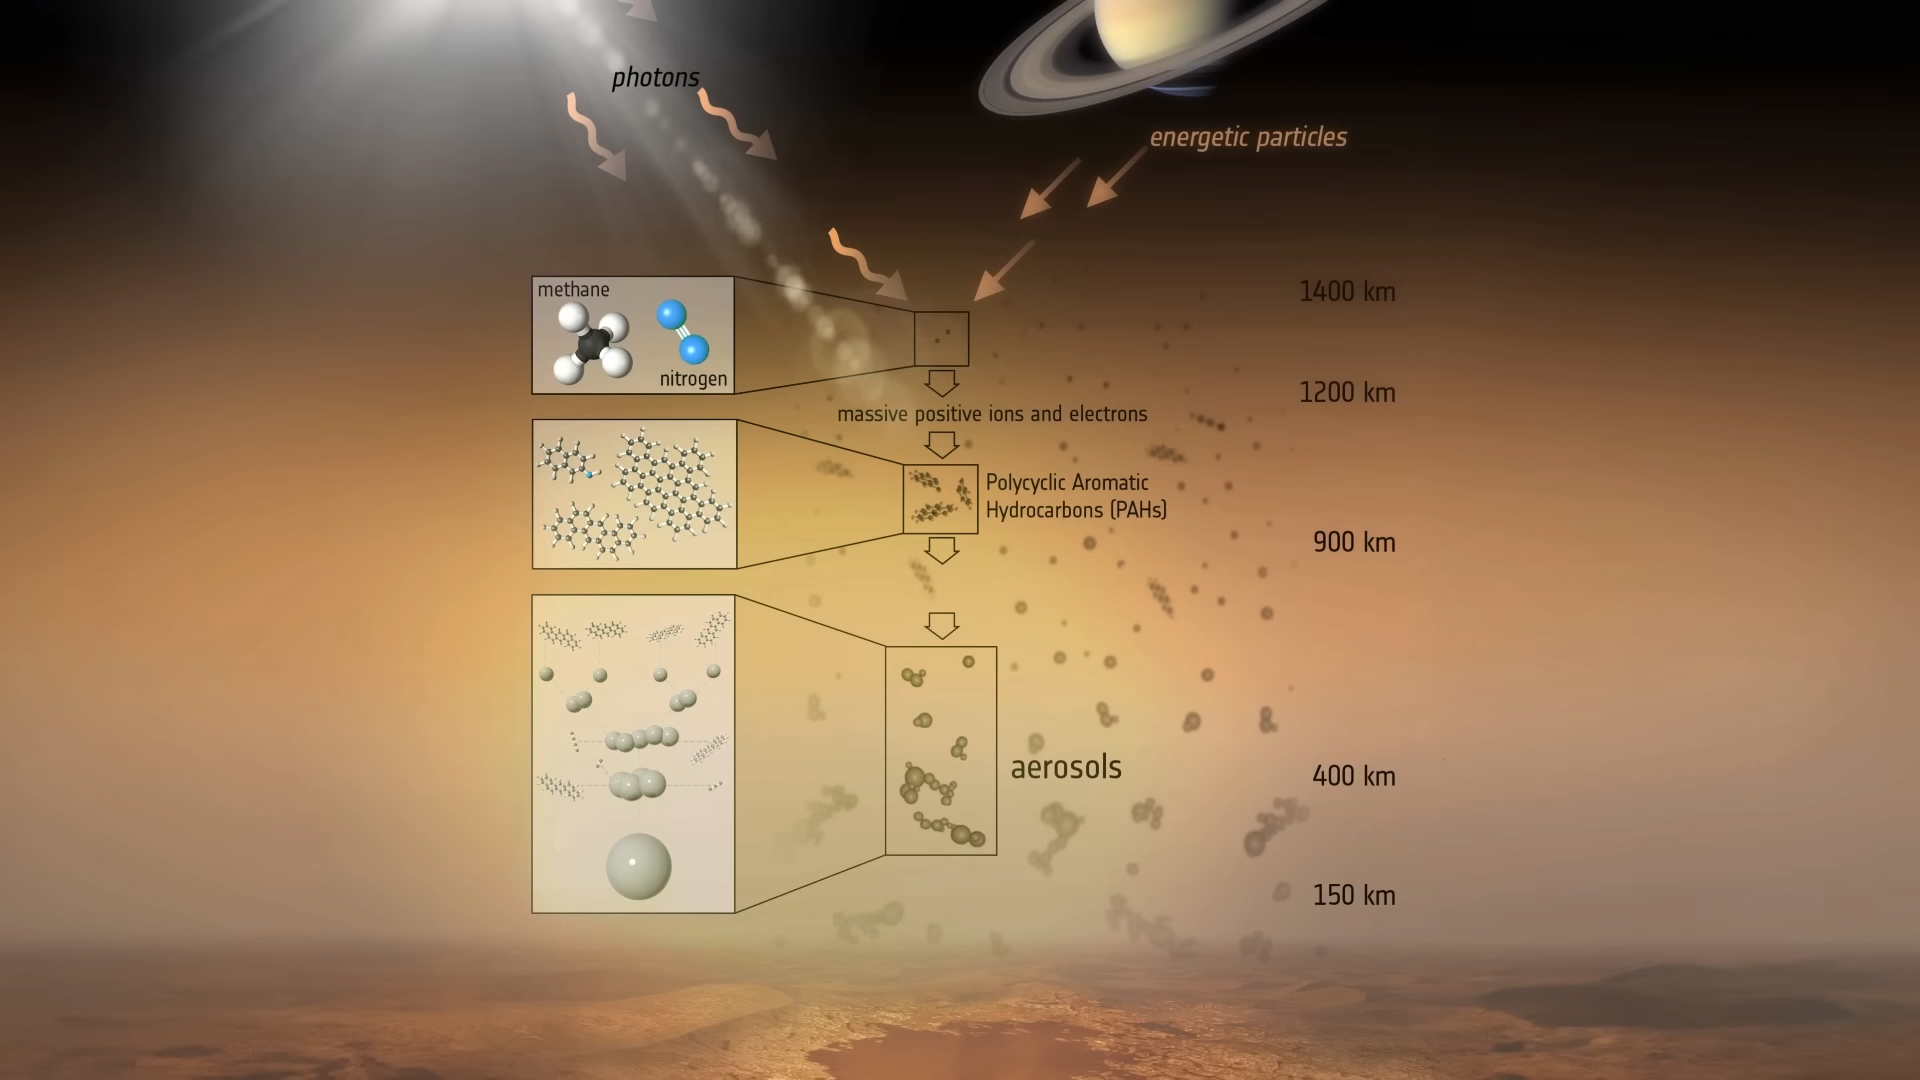 photons
energetic particles
methane
nitrogen
1400 km
1200 km
massive positive ions and electrons
Polycyclic Aromatic
Hydrocarbons (PAHs)
900 km
aerosols
400 km
150 km